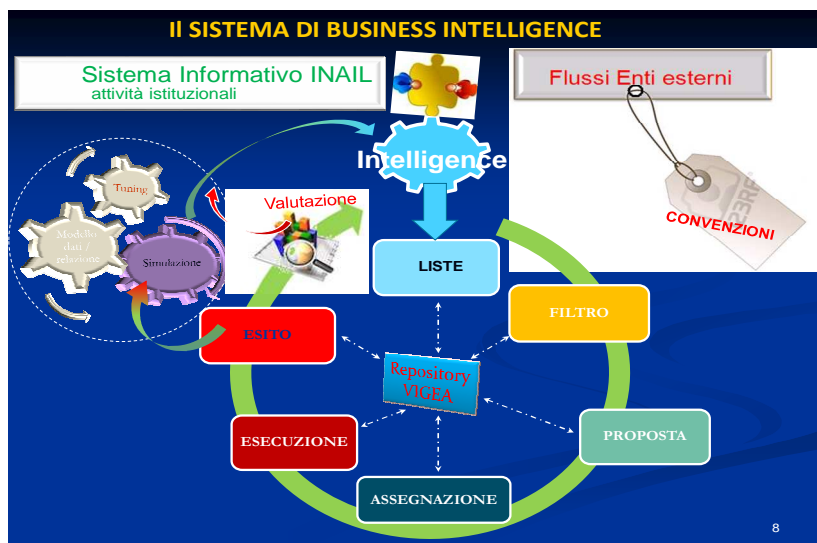 Il SISTEMA DI BUSINESS INTELLIGENCE
Sistema Informativo INAIL
attività istituzionali
Flussi Enti esterni
Intelligence
Tuning
Modello
dati /
relazione
Simulazione
Valutazione
CONVENZIONI
123RF
LISTE
FILTRO
ESITO
Repository
VIGEA
ESECUZIONE
PROPOSTA
ASSEGNAZIONE
8